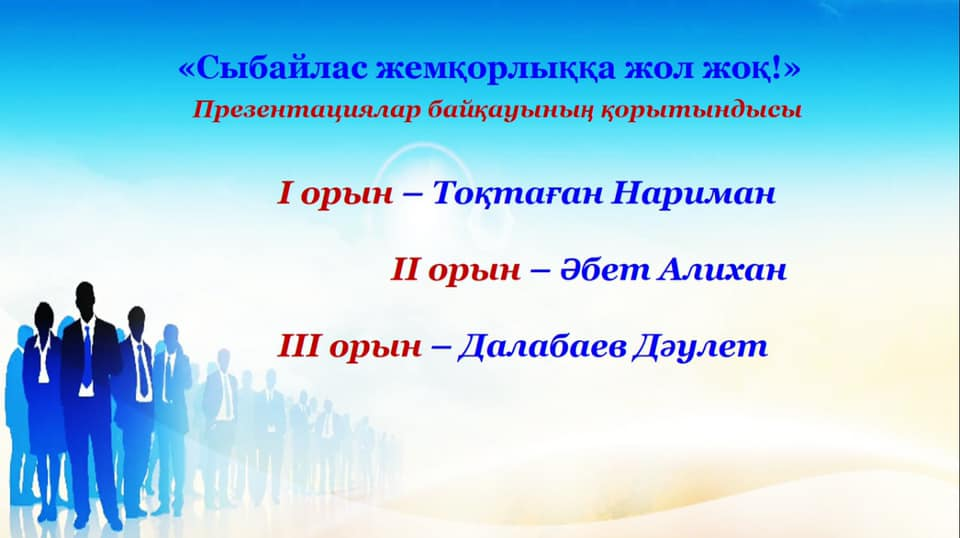 «Сыбайлас жемқорлыққа жол жоқ!»
Презентациялар байқауының қорытындысы
I орын – Тоқтаған Нариман
II орын – Әбет Алихан
III орын – Далабаев Дәулет